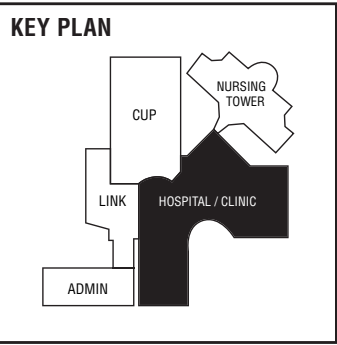 KEY PLAN
NURSING
TOWER
CUP
LINK
HOSPITAL / CLINIC
ADMIN